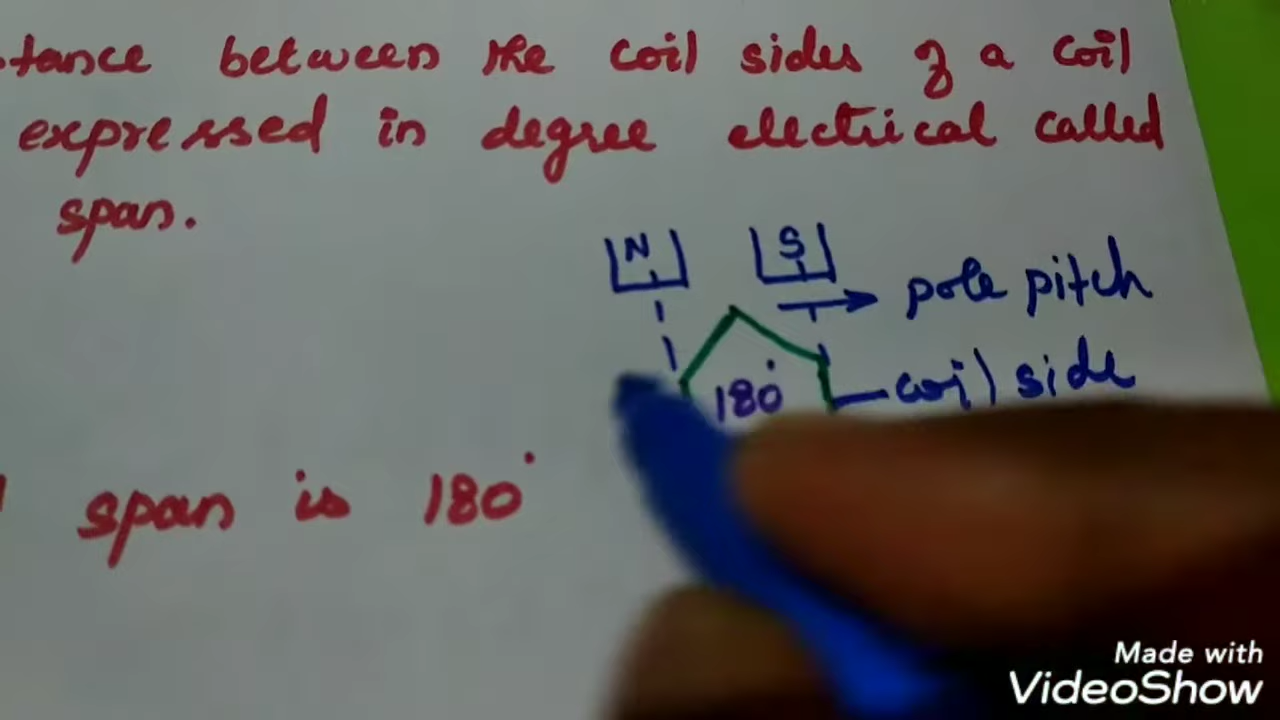 tance between the coil sides of a coil
expressed in degree electrical called
span.
N S
pole pitch
180°
coil side
span is 180°
Made with
VideoShow